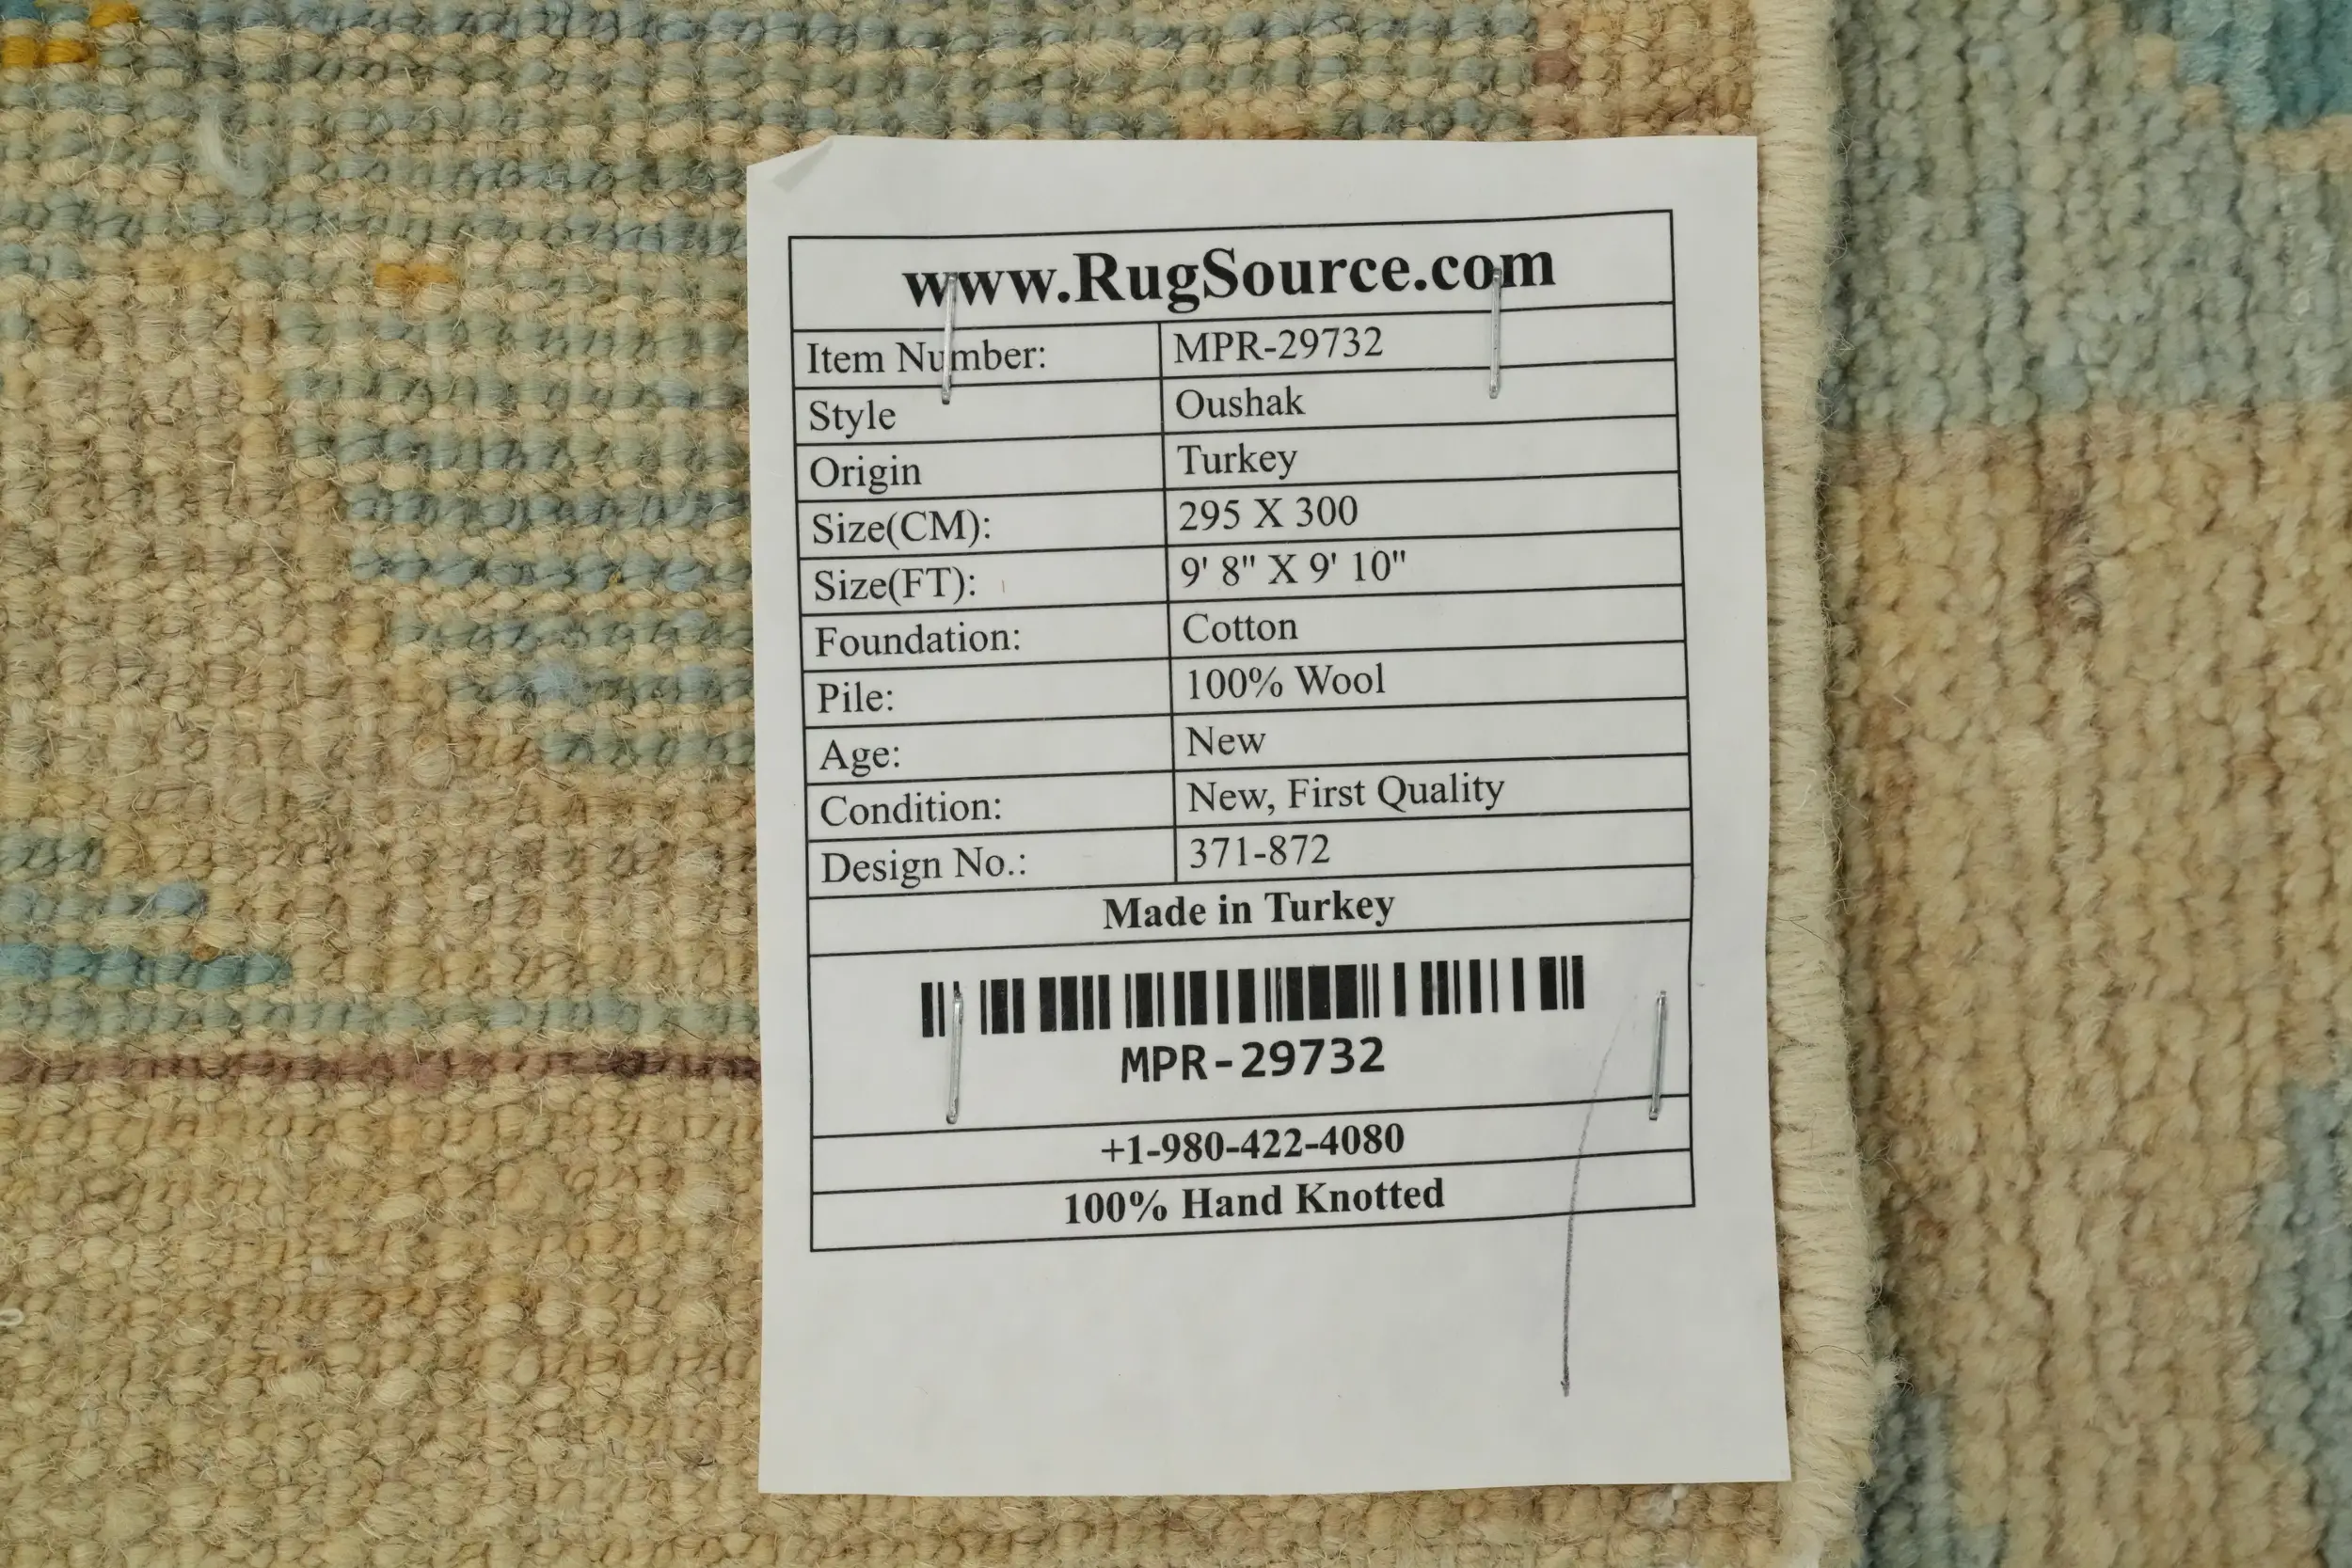 www.RugSource.com
Item Number: MPR-29732
Style Oushak
Origin Turkey
Size(CM): 295 X 300
Size(FT): 9' 8" X 9' 10"
Foundation: Cotton
Pile: 100% Wool
Age: New
Condition: New, First Quality
Design No.: 371-872
Made in Turkey
MPR-29732
+1-980-422-4080
100% Hand Knotted